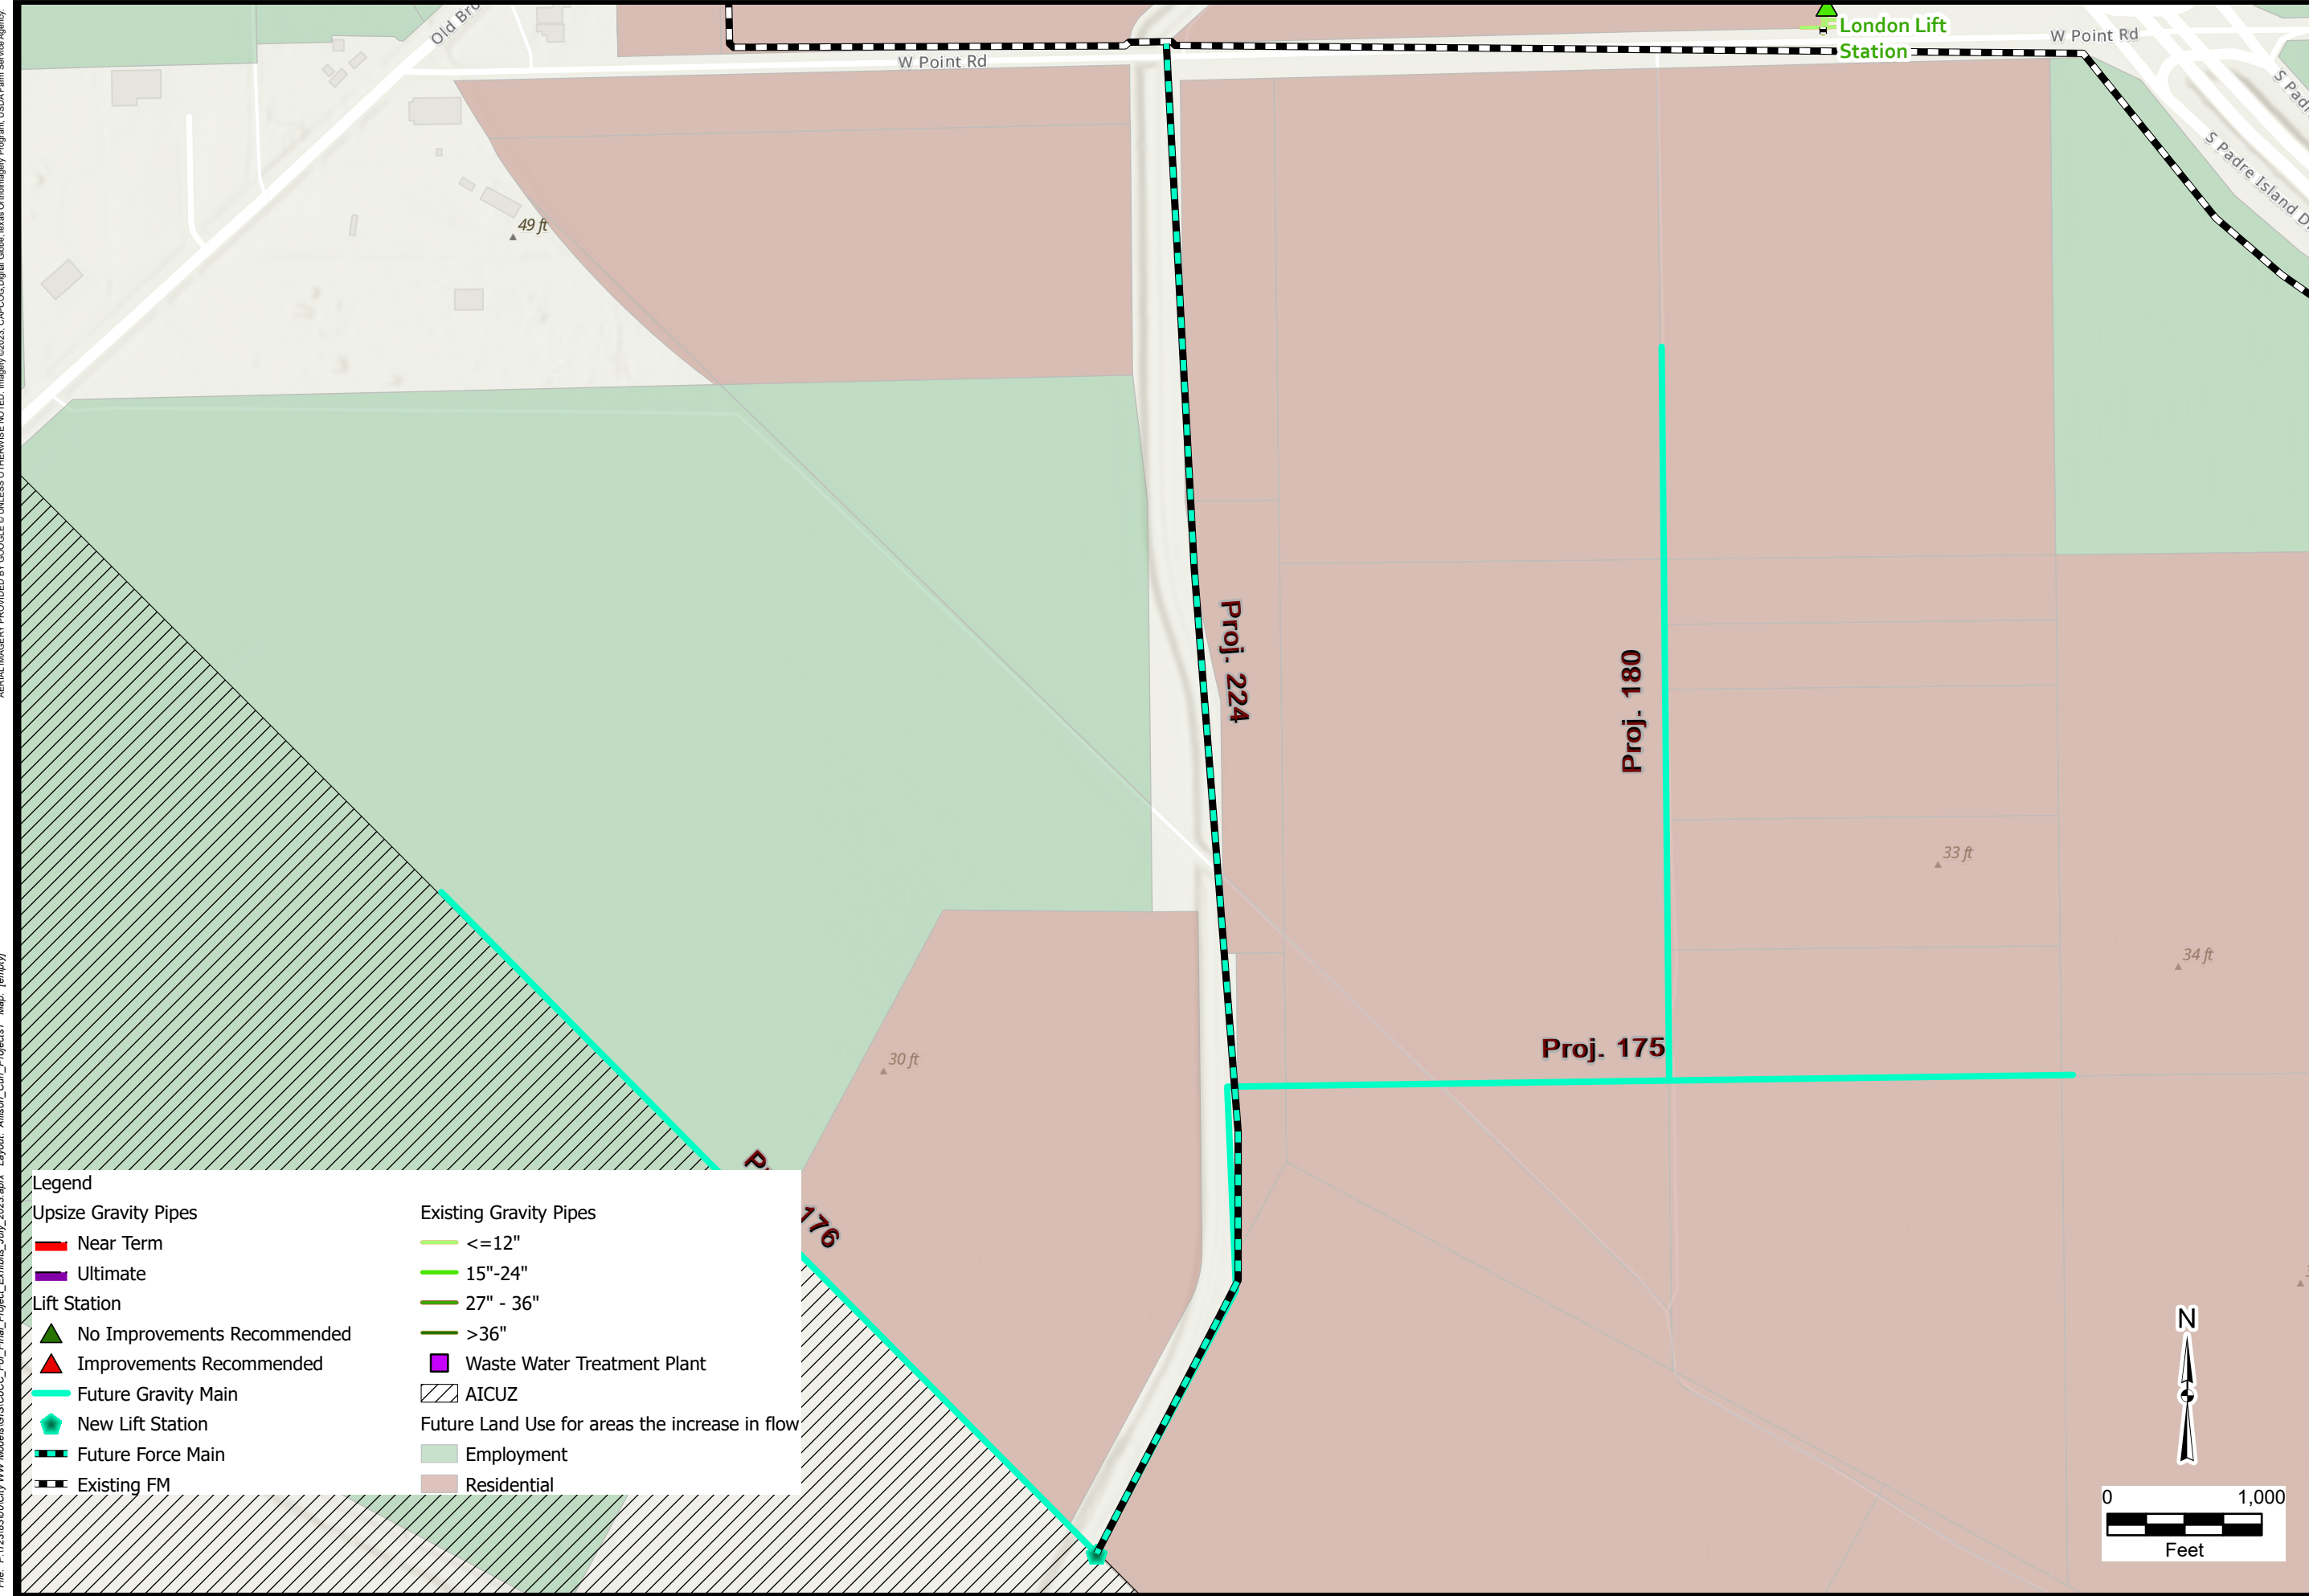 Old Bro
W Point Rd
London Lift
Station
W Point Rd
S Padr
S Padre Island D
49 ft
Proj. 224
Proj. 180
33 ft
34 ft
Proj. 175
30 ft
176
Legend
Upsize Gravity Pipes
Near Term
Ultimate
Lift Station
No Improvements Recommended
Improvements Recommended
Future Gravity Main
New Lift Station
Future Force Main
Existing FM
Existing Gravity Pipes
<=12"
15"-24"
27" - 36"
>36"
Waste Water Treatment Plant
AICUZ
Future Land Use for areas the increase in flow
Employment
Residential
N
0 1,000
Feet